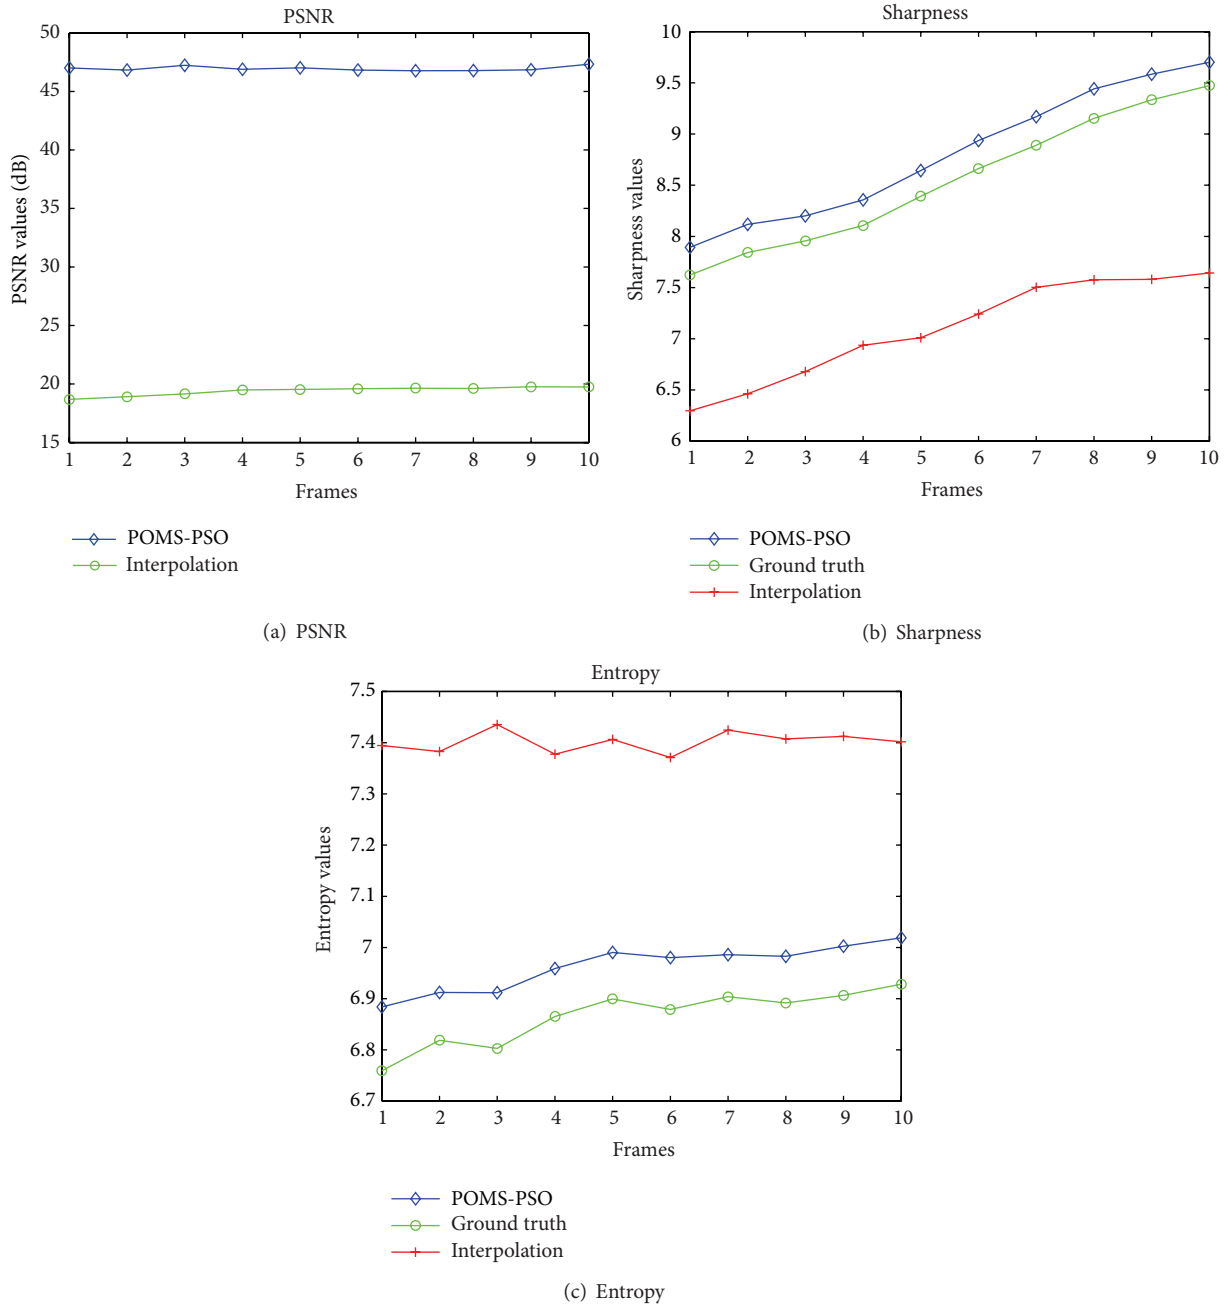 PSNR
50
45
40
35
30
25
20
15
PSNR values (dB)
1 2 3 4 5 6 7 8 9 10
Frames
POMS-PSO
Interpolation
(a) PSNR
Sharpness
10
9.5
9
8.5
8
7.5
7
6.5
6
Sharpness values
1 2 3 4 5 6 7 8 9 10
Frames
POMS-PSO
Ground truth
Interpolation
(b) Sharpness
Entropy
7.5
7.4
7.3
7.2
7.1
7
6.9
6.8
6.7
Entropy values
1 2 3 4 5 6 7 8 9 10
Frames
POMS-PSO
Ground truth
Interpolation
(c) Entropy